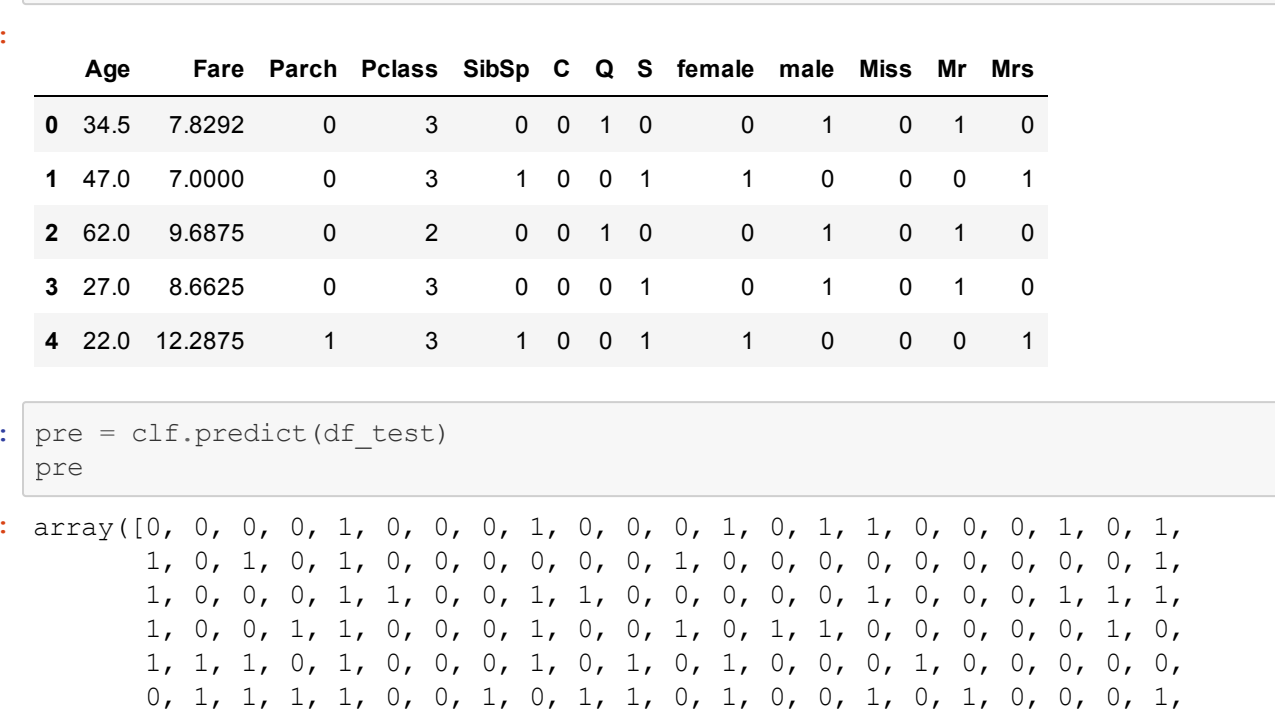 :
Age Fare Parch Pclass SibSp C Q S female male Miss Mr Mrs
0 34.5 7.8292 0 3 0 0 1 0 0 1 0 1 0
1 47.0 7.0000 0 3 1 0 0 1 1 0 0 0 1
2 62.0 9.6875 0 2 0 0 1 0 0 1 0 1 0
3 27.0 8.6625 0 3 0 0 0 1 0 1 0 1 0
4 22.0 12.2875 1 3 1 0 0 1 1 0 0 0 1
: pre = clf.predict(df_test)
pre
: array([0, 0, 0, 0, 1, 0, 0, 0, 1, 0, 0, 0, 1, 0, 1, 1, 0, 0, 0, 1, 0, 1,
1, 0, 1, 0, 1, 0, 0, 0, 0, 0, 0, 1, 0, 0, 0, 0, 0, 0, 0, 0, 0, 1,
1, 0, 0, 0, 1, 1, 0, 0, 1, 1, 0, 0, 0, 0, 0, 1, 0, 0, 0, 1, 1, 1,
1, 0, 0, 1, 1, 0, 0, 0, 1, 0, 0, 1, 0, 1, 1, 0, 0, 0, 0, 0, 1, 0,
1, 1, 1, 0, 1, 0, 0, 0, 1, 0, 1, 0, 1, 0, 0, 0, 1, 0, 0, 0, 0, 0,
0, 1, 1, 1, 1, 0, 0, 1, 0, 1, 1, 0, 1, 0, 0, 1, 0, 1, 0, 0, 0, 1,